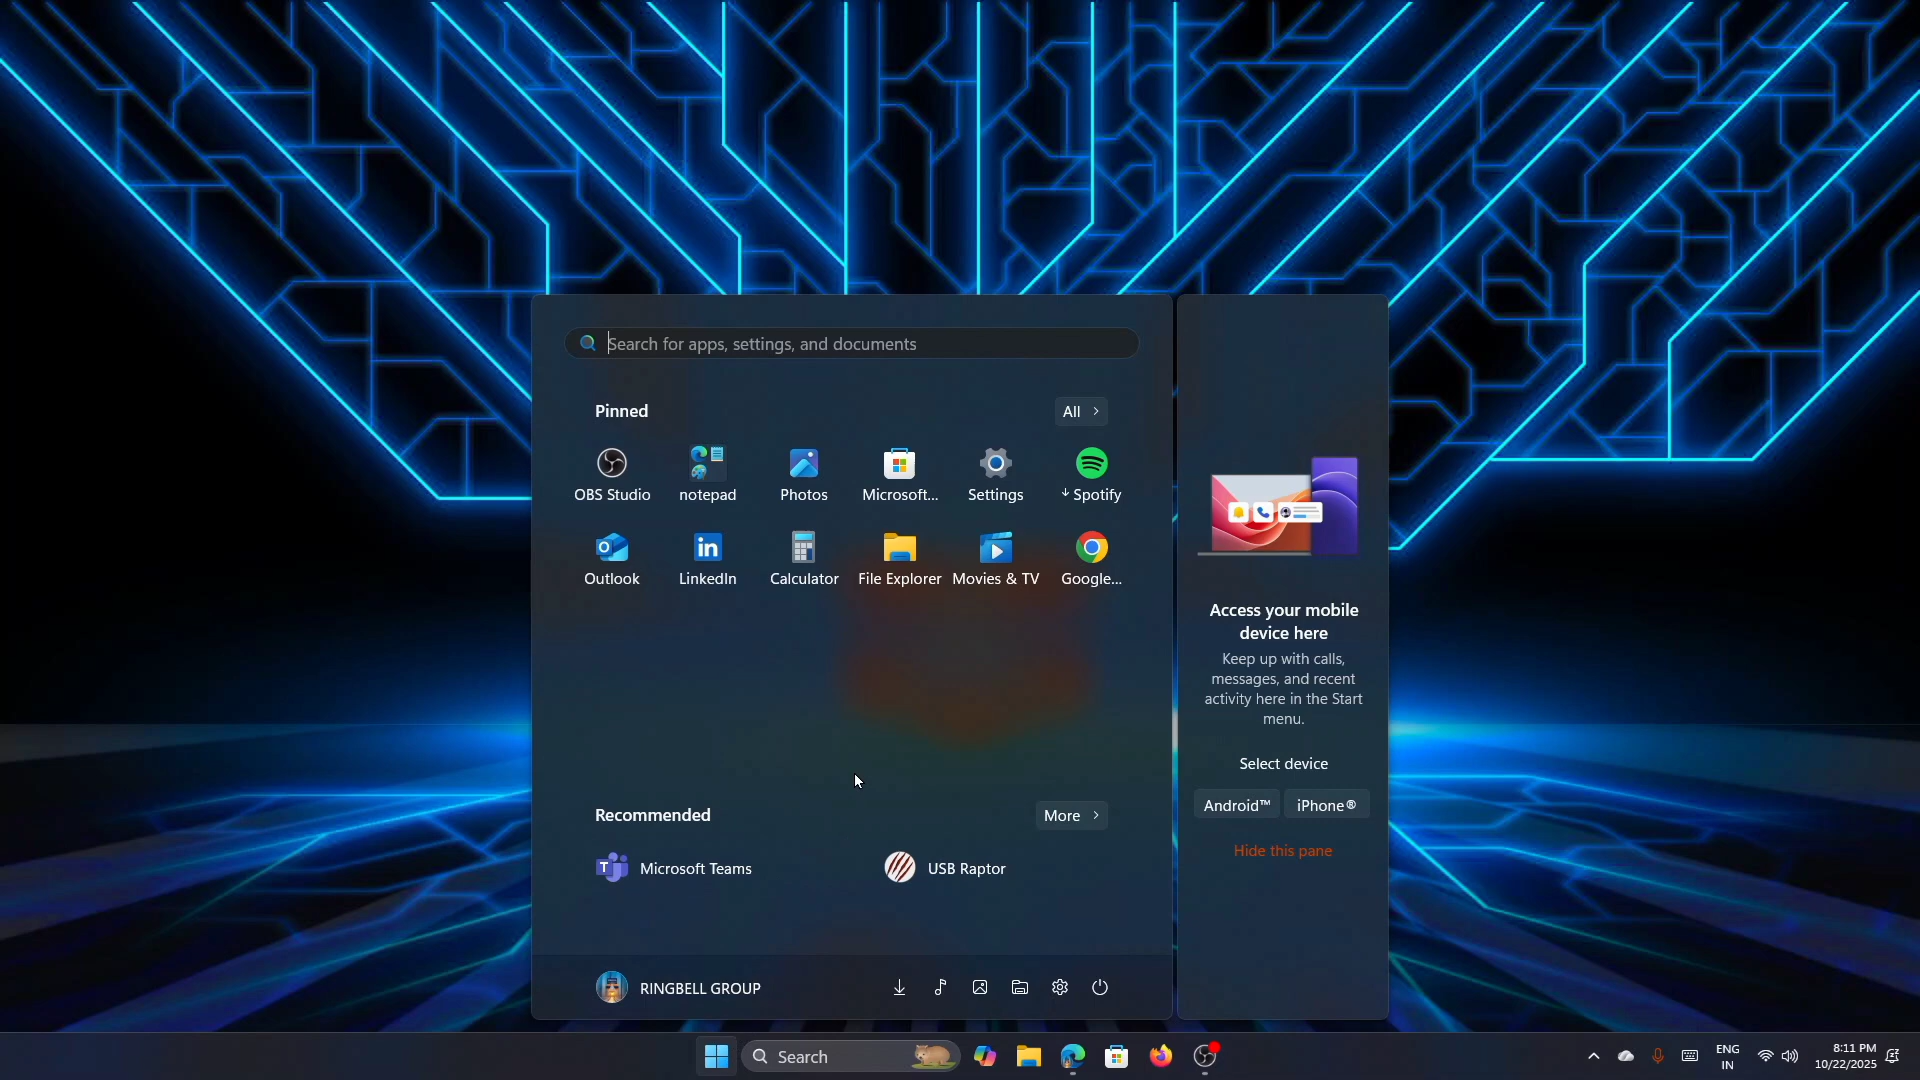 Search for apps, settings, and documents
Pinned
All
OBS Studio
notepad
Photos
Microsoft...
Settings
Spotify
Outlook
LinkedIn
Calculator
File Explorer
Movies & TV
Google...
Recommended
More
Microsoft Teams
USB Raptor
RINGBELL GROUP
Access your mobile
device here
Keep up with calls,
messages, and recent
activity here in the Start
menu.
Select device
Android™
iPhone®
Hide this pane
Search
ENG
IN
8:11 PM
10/22/2025